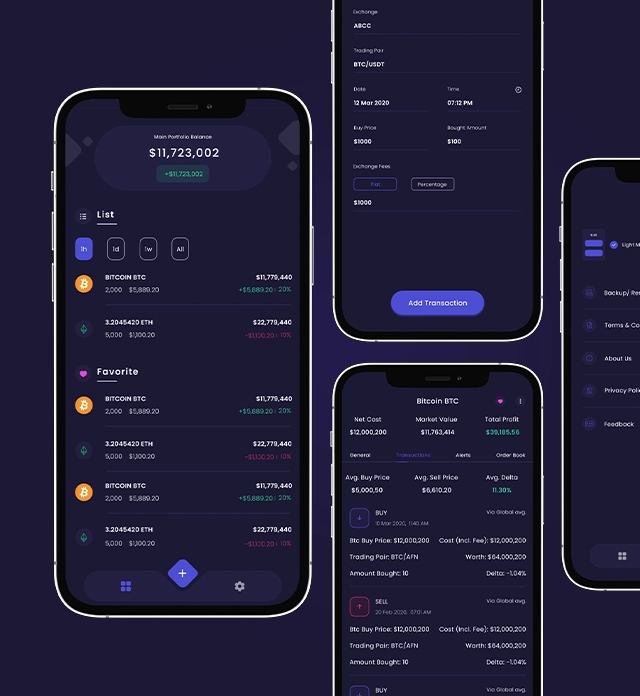 Main Portfolio Balance
$11,723,002
+$11,723,002
List
1h
1d
1w
All
BITCOIN BTC $11,779,440
2,000 $5,889.20 +$5,889.20 : 20%
3.2045420 ETH $22,779,440
5,000 $1,100.20 -$1,100.20 : 10%
Favorite
BITCOIN BTC $11,779,440
2,000 $5,889.20 +$5,889.20 : 20%
3.2045420 ETH $22,779,440
5,000 $1,100.20 -$1,100.20 : 10%
BITCOIN BTC $11,779,440
2,000 $5,889.20 +$5,889.20 : 20%
3.2045420 ETH $22,779,440
5,000 $1,100.20 -$1,100.20 : 10%
Exchange
ABCC
Trading Pair
BTC/USDT
Date Time
12 Mar 2020 07:12 PM
Buy Price Bought Amount
$1000 $100
Exchange Fees
Flat Percentage
$1000
Add Transaction
Bitcoin BTC
Net Cost Market Value Total Profit
$12,000,200 $11,763,414 $39,185.56
General Transactions Alerts Order Book
Avg. Buy Price Avg. Sell Price Avg. Delta
$5,000,50 $6,610.20 11.30%
BUY Via Global avg.
10 Mar 2020, 11:40 AM
Btc Buy Price: $12,000,200 Cost (Incl. Fee): $12,000,200
Trading Pair: BTC/AFN Worth: $64,000,200
Amount Bought: 10 Delta: -1.04%
SELL Via Global avg.
20 Feb 2020, 07:01 AM
Btc Buy Price: $12,000,200 Cost (Incl. Fee): $12,000,200
Trading Pair: BTC/AFN Worth: $64,000,200
Amount Bought: 10 Delta: -1.04%
BUY Via Global avg.
Light M
Backup/ Re
Terms & Co
About Us
Privacy Poli
Feedback